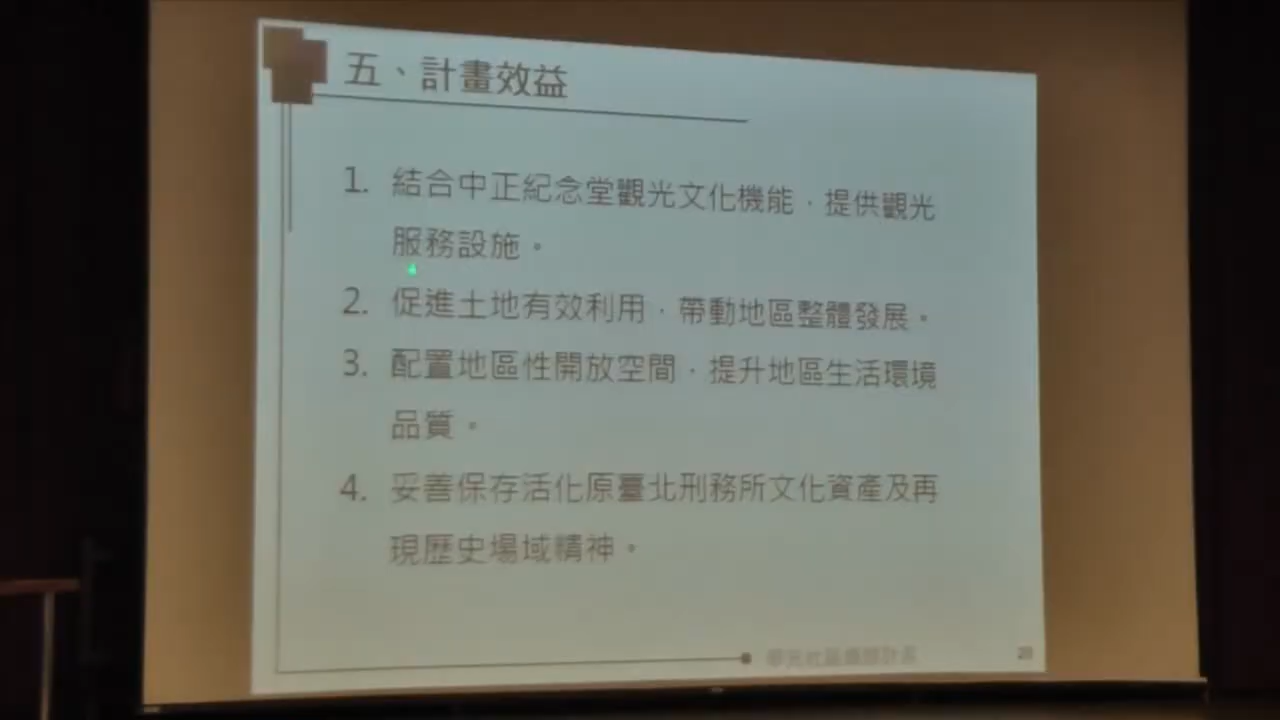 五、計畫效益
1. 結合中正紀念堂觀光文化機能，提供觀光
服務設施。
2. 促進土地有效利用，帶動地區整體發展。
3. 配置地區性開放空間，提升地區生活環境
品質。
4. 妥善保存活化原臺北刑務所文化資產及再
現歷史場域精神。